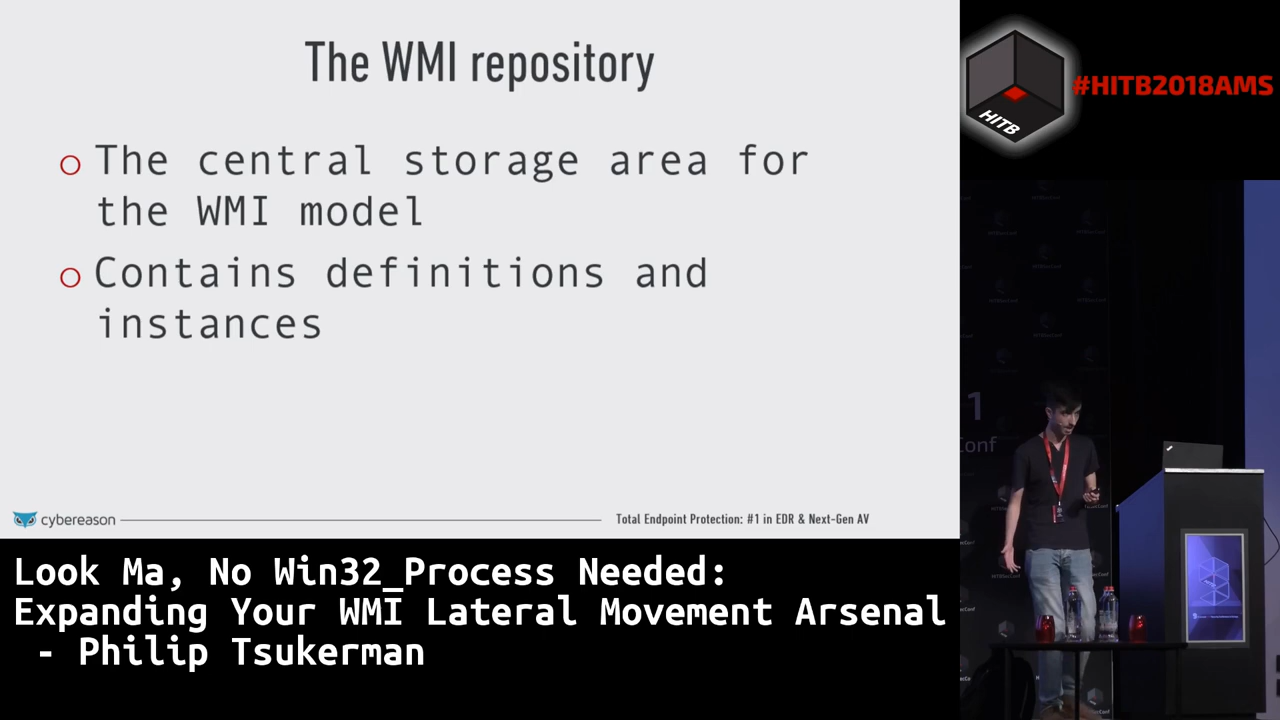 The WMI repository
The central storage area for
the WMI model
Contains definitions and
instances
cybereason
Total Endpoint Protection: #1 in EDR & Next-Gen AV
#HITB2018AMS
HITB
1
Conf
Look Ma, No Win32_Process Needed:
Expanding Your WMI Lateral Movement Arsenal
- Philip Tsukerman